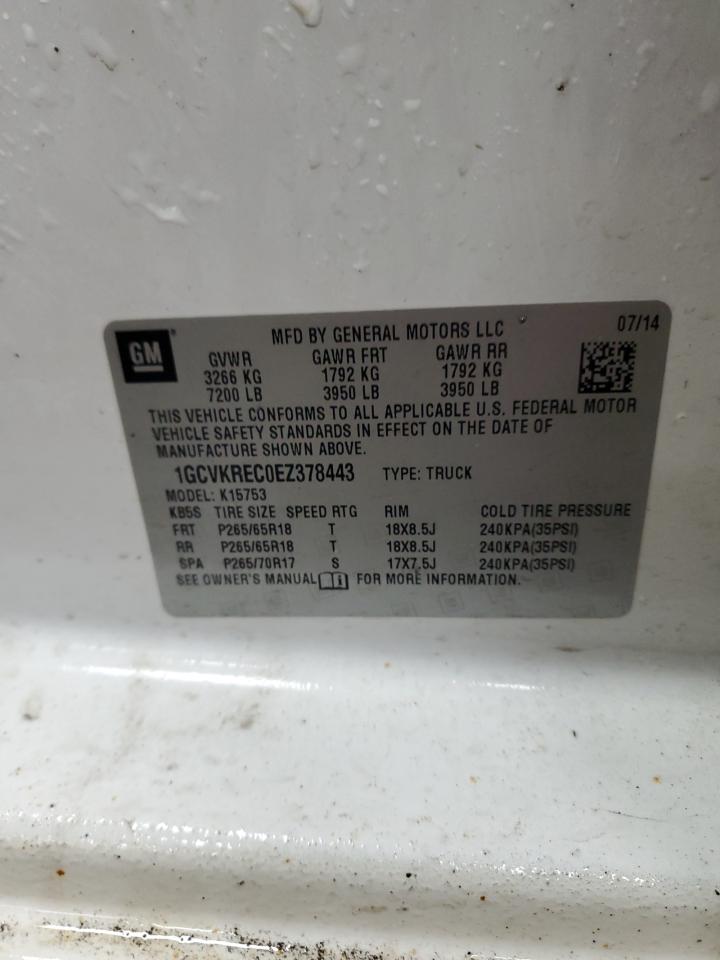 GM
MFD BY GENERAL MOTORS LLC 07/14
GVWR GAWR FRT GAWR RR
3266 KG 1792 KG 1792 KG
7200 LB 3950 LB 3950 LB
THIS VEHICLE CONFORMS TO ALL APPLICABLE U.S. FEDERAL MOTOR
VEHICLE SAFETY STANDARDS IN EFFECT ON THE DATE OF
MANUFACTURE SHOWN ABOVE.
1GCVKREC0EZ378443 TYPE: TRUCK
MODEL: K15753
KB5S TIRE SIZE SPEED RTG RIM COLD TIRE PRESSURE
FRT P265/65R18 T 18X8.5J 240KPA(35PSI)
RR P265/65R18 T 18X8.5J 240KPA(35PSI)
SPA P265/70R17 S 17X7.5J 240KPA(35PSI)
SEE OWNER'S MANUAL FOR MORE INFORMATION.